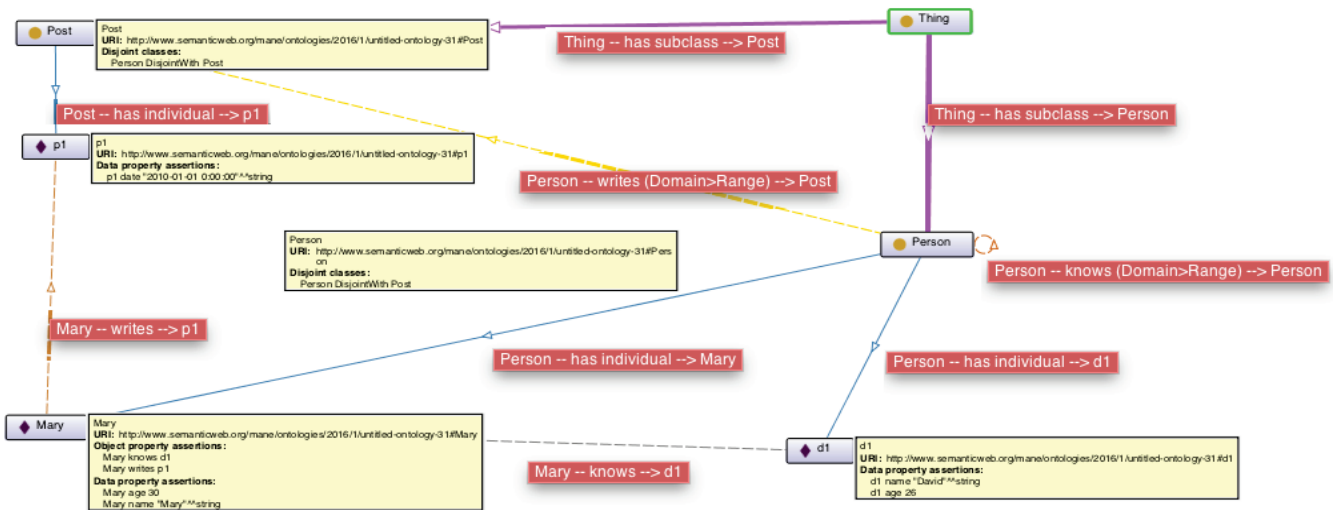 Post
Post
URI: http://www.semanticweb.org/mane/ontologies/2016/1/untitled-ontology-31#Post
Disjoint classes:
Person DisjointWith Post
Thing
Thing -- has subclass --> Post
Post -- has individual --> p1
Thing -- has subclass --> Person
p1
p1
URI: http://www.semanticweb.org/mane/ontologies/2016/1/untitled-ontology-31#p1
Data property assertions:
p1 date "2010-01-01 0:00:00"^^string
Person -- writes (Domain>Range) --> Post
Person
URI: http://www.semanticweb.org/mane/ontologies/2016/1/untitled-ontology-31#Pers
on
Disjoint classes:
Person DisjointWith Post
Person
Person -- knows (Domain>Range) --> Person
Mary -- writes --> p1
Person -- has individual --> Mary
Person -- has individual --> d1
Mary
Mary
URI: http://www.semanticweb.org/mane/ontologies/2016/1/untitled-ontology-31#Mary
Object property assertions:
Mary knows d1
Mary writes p1
Data property assertions:
Mary age 30
Mary name "Mary"^^string
Mary -- knows --> d1
d1
d1
URI: http://www.semanticweb.org/mane/ontologies/2016/1/untitled-ontology-31#d1
Data property assertions:
d1 name "David"^^string
d1 age 26